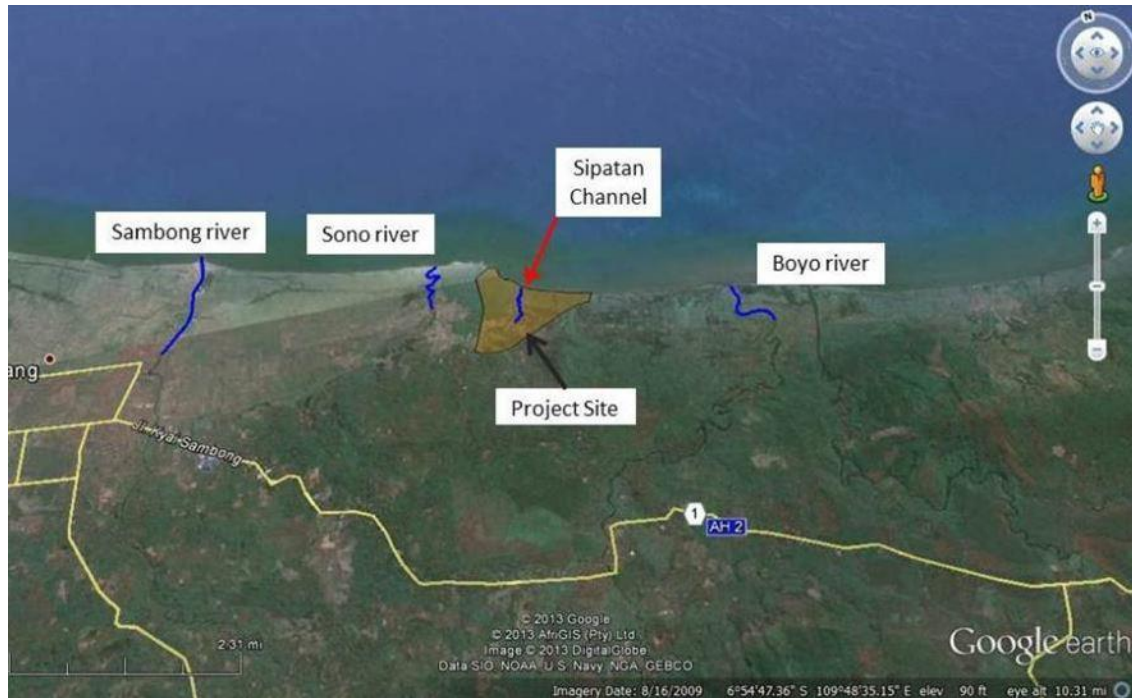 N
Sipatan
Channel
Sambong river
Sono river
Boyo river
ang
Project Site
Jl Kyai Sambong
1
AH 2
2.31 mi
© 2013 Google
© 2013 AfriGIS (Pty) Ltd.
Image © 2013 DigitalGlobe
Data SIO, NOAA, U.S. Navy, NGA, GEBCO
Google earth
Imagery Date: 8/16/2009 6°54'47.36" S 109°48'35.15" E elev 90 ft eye alt 10.31 mi